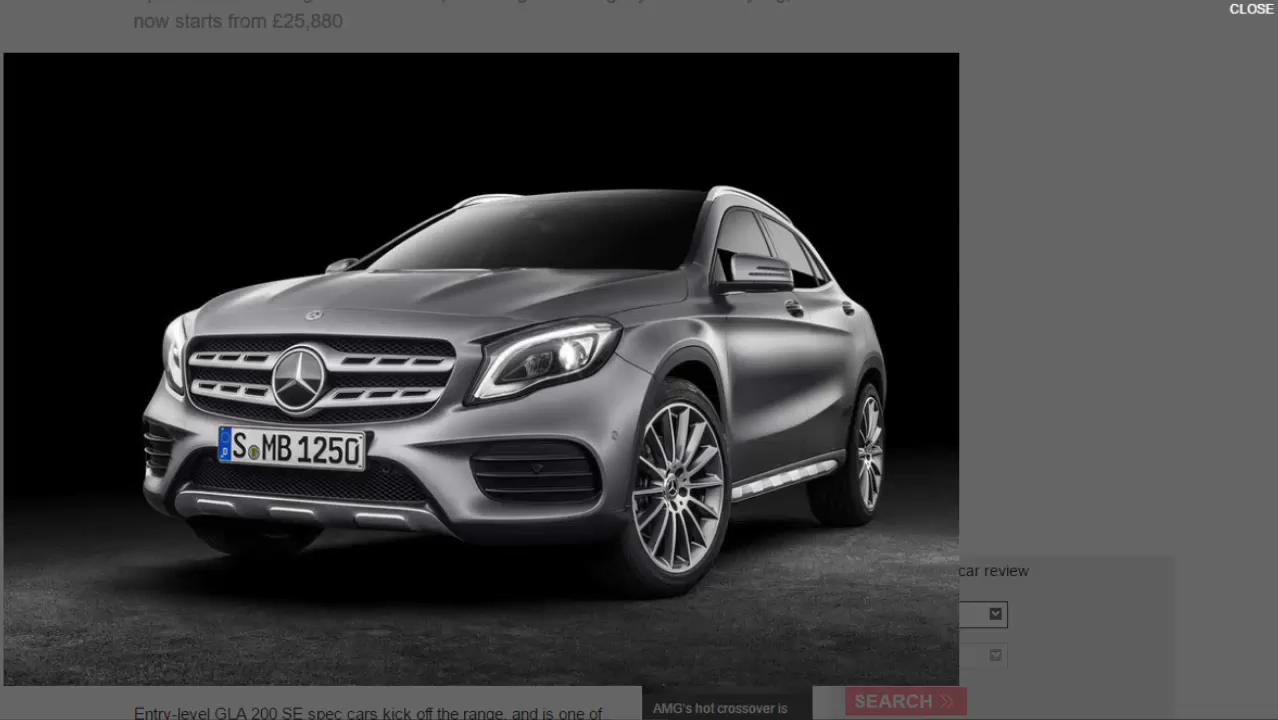 now starts from £25,880
CLOSE
S MB 1250
car review
SEARCH
Entry-level GLA 200 SE spec cars kick off the range, and is one of
AMG's hot crossover is